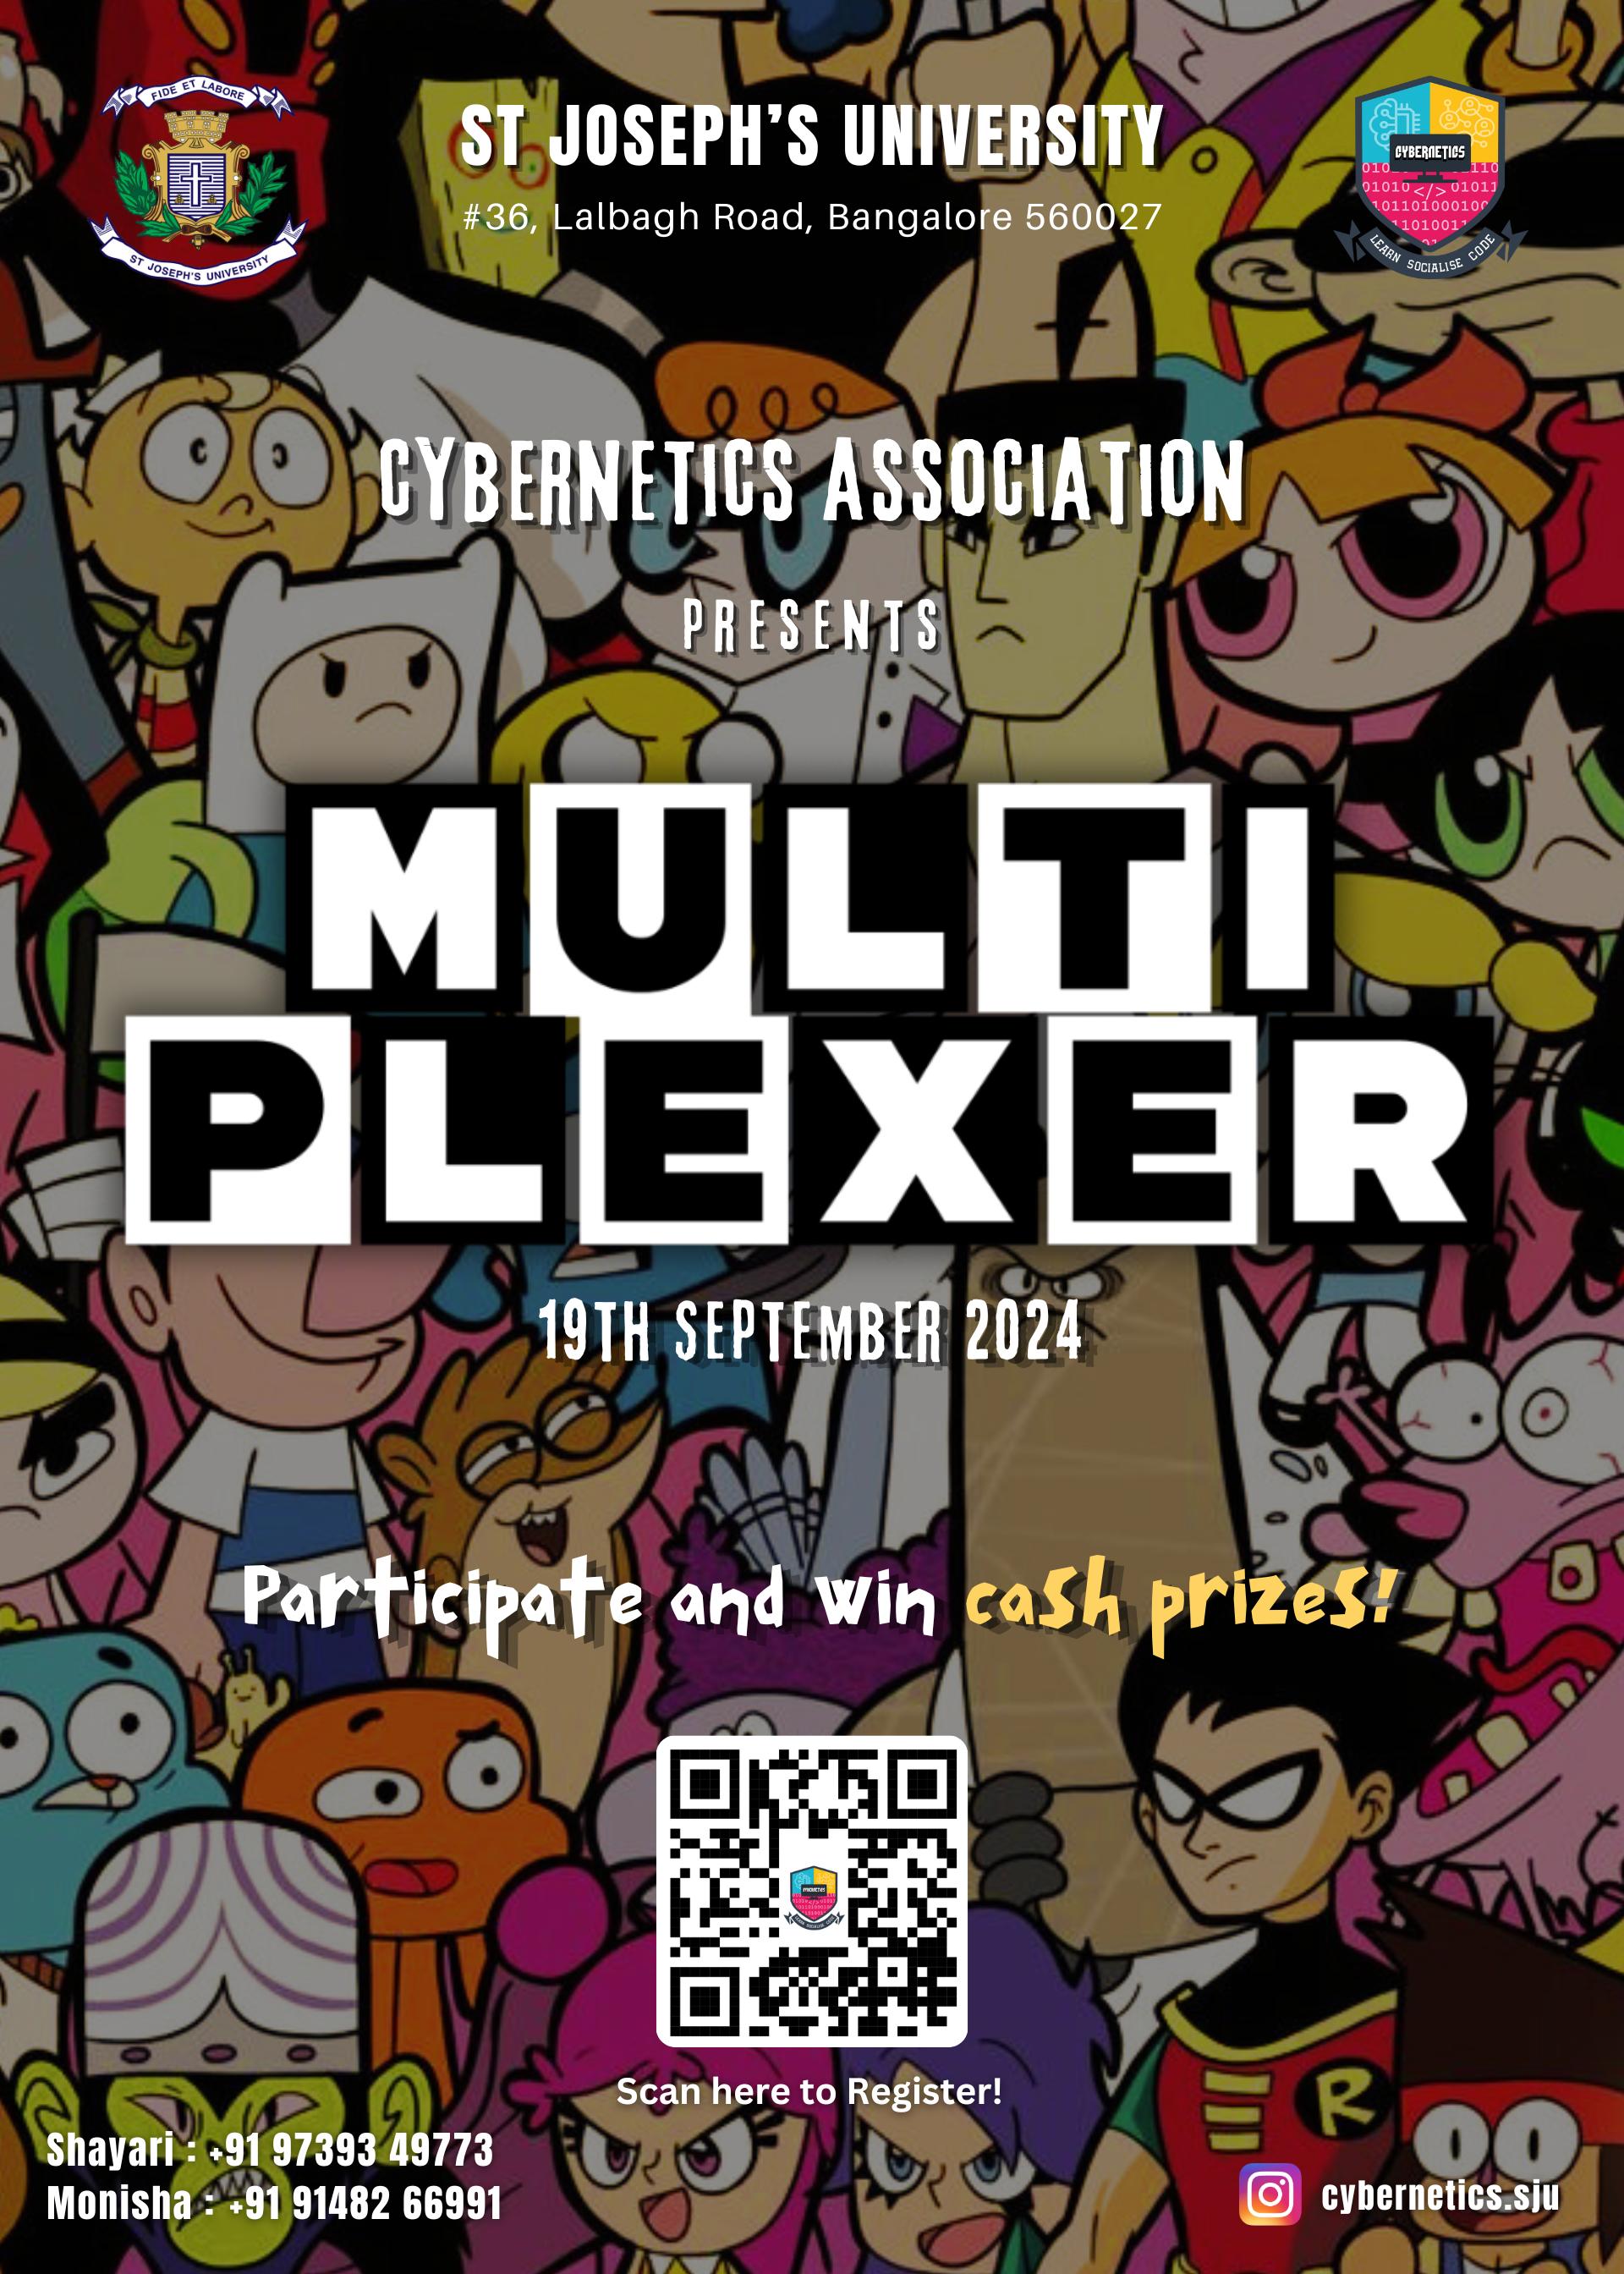 FIDE ET LABORE
ST JOSEPH'S UNIVERSITY
ST JOSEPH'S UNIVERSITY
#36, Lalbagh Road, Bangalore 560027
CYBERNETICS
</>
LEARN SOCIALISE CODE
CYBERNETICS ASSOCIATION
PRESENTS
MULTI
PLEXER
19TH SEPTEMBER 2024
Participate and win cash prizes!
Scan here to Register!
Shayari : +91 97393 49773
Monisha : +91 91482 66991
cybernetics.sju
R